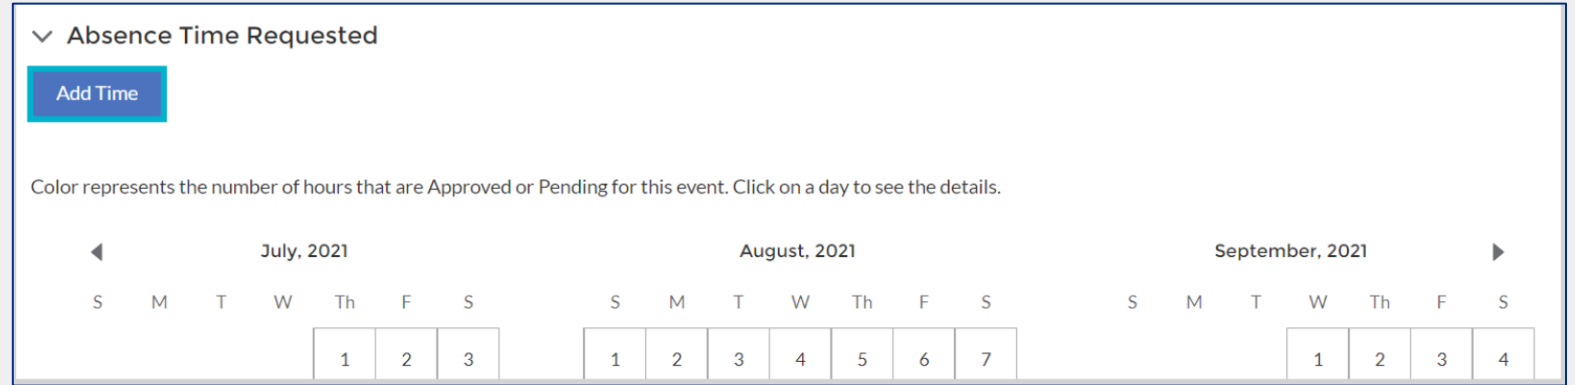 Absence Time Requested
Add Time
Color represents the number of hours that are Approved or Pending for this event. Click on a day to see the details.
July, 2021 August, 2021 September, 2021
S M T W Th F S S M T W Th F S S M T W Th F S
1 2 3 1 2 3 4 5 6 7 1 2 3 4